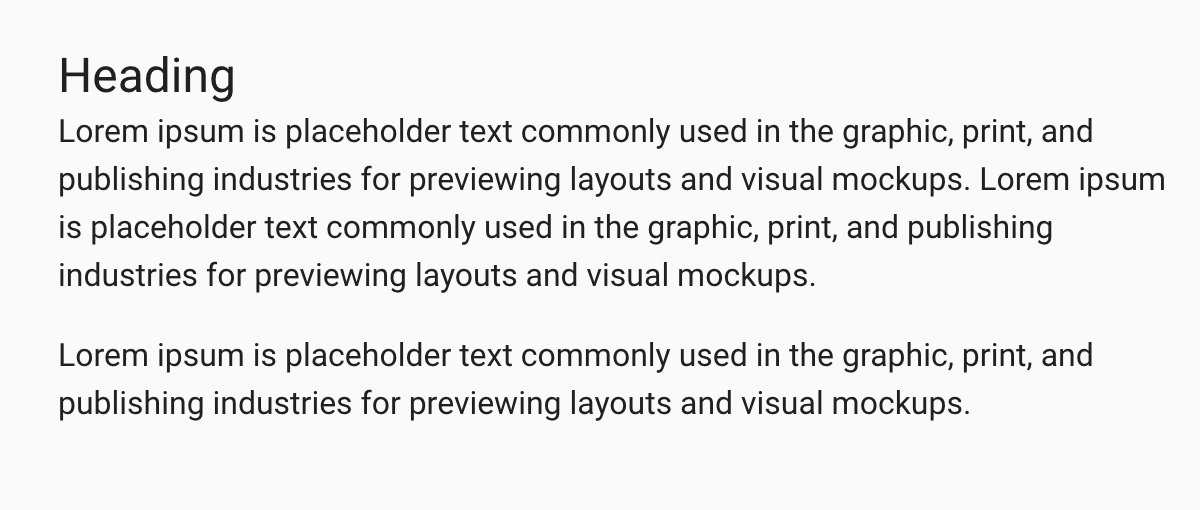 Heading
Lorem ipsum is placeholder text commonly used in the graphic, print, and
publishing industries for previewing layouts and visual mockups. Lorem ipsum
is placeholder text commonly used in the graphic, print, and publishing
industries for previewing layouts and visual mockups.
Lorem ipsum is placeholder text commonly used in the graphic, print, and
publishing industries for previewing layouts and visual mockups.